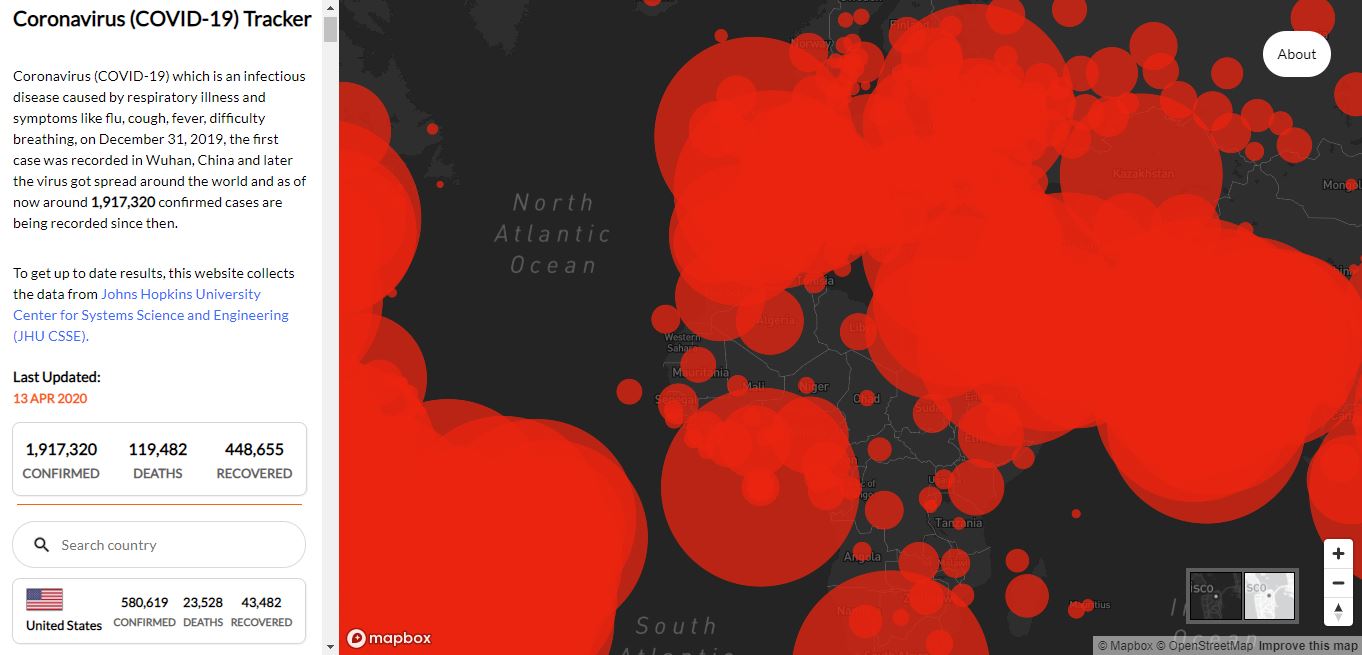 Coronavirus (COVID-19) Tracker
Coronavirus (COVID-19) which is an infectious
disease caused by respiratory illness and
symptoms like flu, cough, fever, difficulty
breathing, on December 31, 2019, the first
case was recorded in Wuhan, China and later
the virus got spread around the world and as of
now around 1,917,320 confirmed cases are
being recorded since then.
To get up to date results, this website collects
the data from Johns Hopkins University
Center for Systems Science and Engineering
(JHU CSSE).
Last Updated:
13 APR 2020
1,917,320 119,482 448,655
CONFIRMED DEATHS RECOVERED
Search country
580,619 23,528 43,482
United States CONFIRMED DEATHS RECOVERED
About
Finland
Norway
Kazakhstan
North
Atlantic
Ocean
Tunisia
Algeria
Western
Sahara
Mauritania
Mali
Niger
Chad
Senegal
Tanzania
Angola
Mauritius
South
isco
sco
Ocean
mapbox
© Mapbox © OpenStreetMap Improve this map